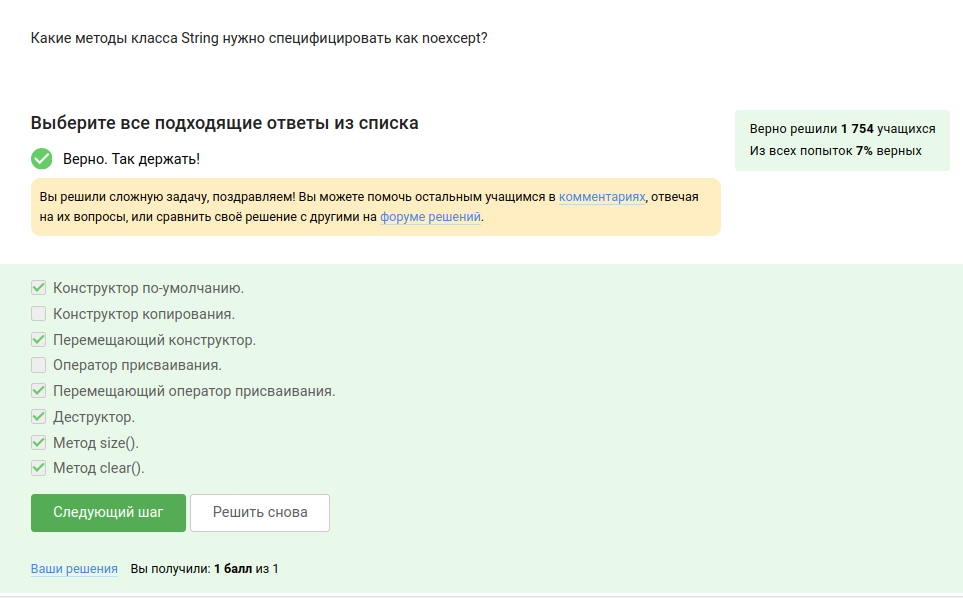 Какие методы класса String нужно специфицировать как noexcept?
Выберите все подходящие ответы из списка
Верно решили 1 754 учащихся
Из всех попыток 7% верных
Верно. Так держать!
Вы решили сложную задачу, поздравляем! Вы можете помочь остальным учащимся в комментариях, отвечая
на их вопросы, или сравнить своё решение с другими на форуме решений.
Конструктор по-умолчанию.
Конструктор копирования.
Перемещающий конструктор.
Оператор присваивания.
Перемещающий оператор присваивания.
Деструктор.
Метод size().
Метод clear().
Следующий шаг
Решить снова
Ваши решения Вы получили: 1 балл из 1